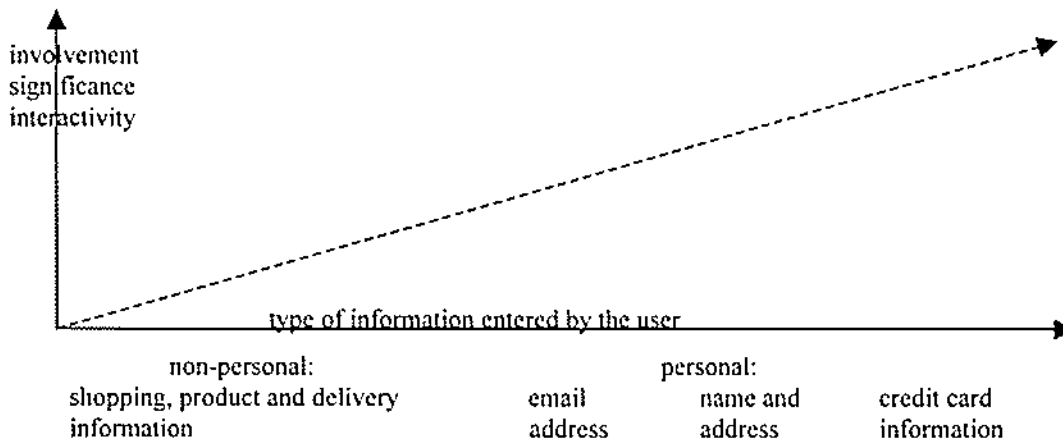 involvement
significance
interactivity
type of information entered by the user
non-personal: personal:
shopping, product and delivery email name and credit card
information address address information